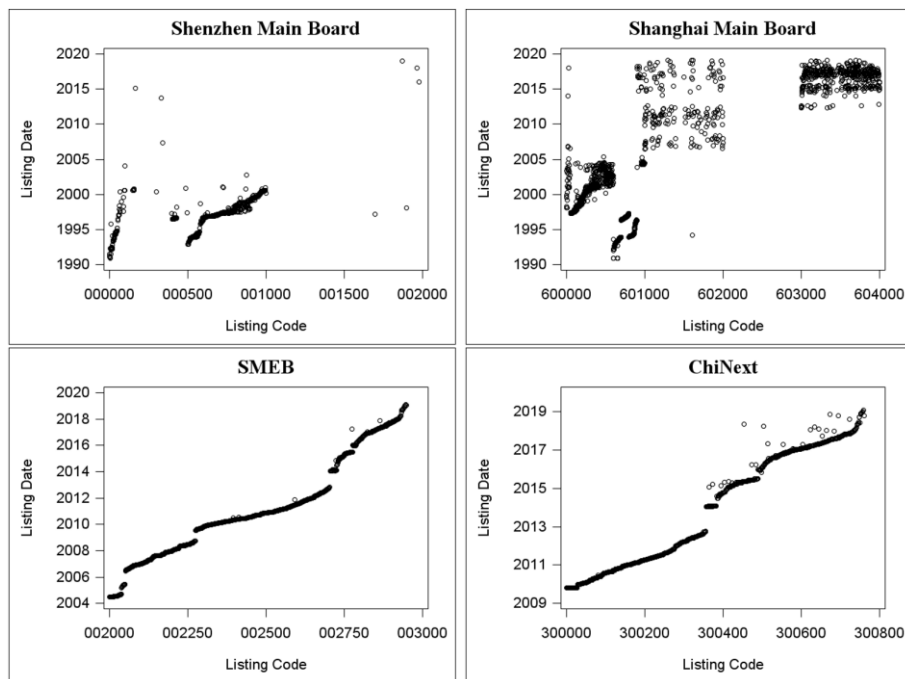 Shenzhen Main Board
2020
2015
2010
2005
2000
1995
1990
Listing Date
000000 000500 001000 001500 002000
Listing Code
Shanghai Main Board
2020
2015
2010
2005
2000
1995
1990
Listing Date
600000 601000 602000 603000 604000
Listing Code
SMEB
2020
2018
2016
2014
2012
2010
2008
2006
2004
Listing Date
002000 002250 002500 002750 003000
Listing Code
ChiNext
2019
2017
2015
2013
2011
2009
Listing Date
300000 300200 300400 300600 300800
Listing Code